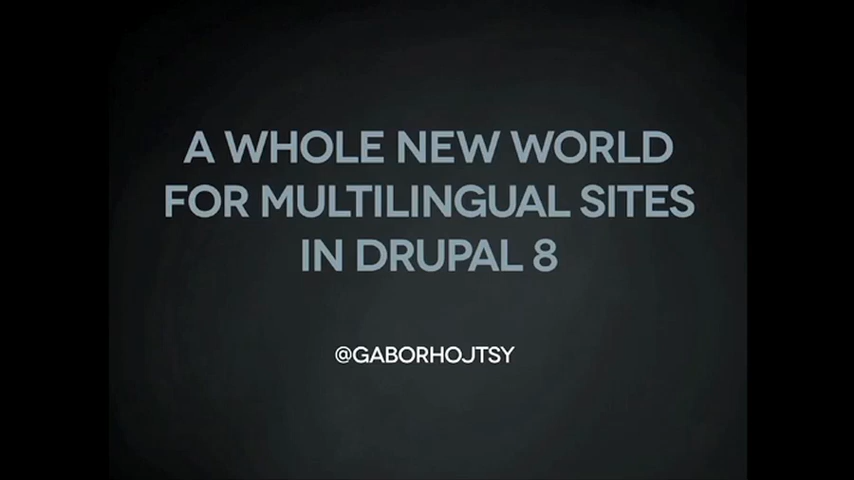 A WHOLE NEW WORLD
FOR MULTILINGUAL SITES
IN DRUPAL 8
@GABORHOJTSY